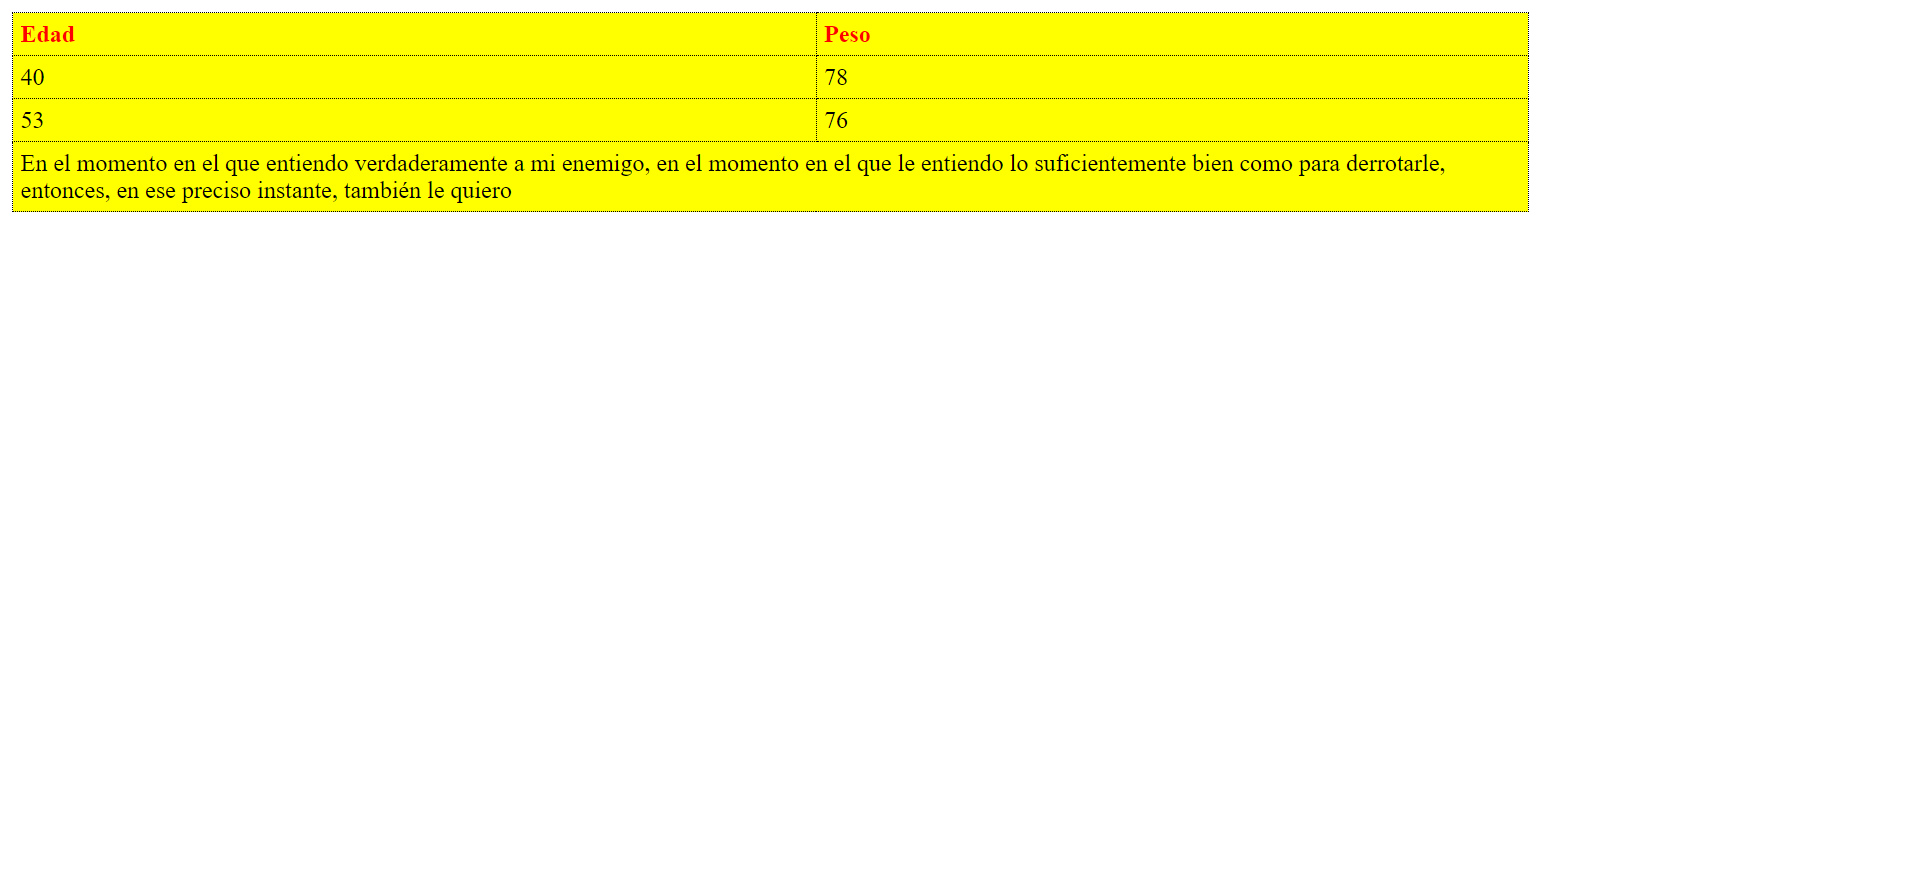 Edad Peso
40 78
53 76
En el momento en el que entiendo verdaderamente a mi enemigo, en el momento en el que le entiendo lo suficientemente bien como para derrotarle,
entonces, en ese preciso instante, también le quiero